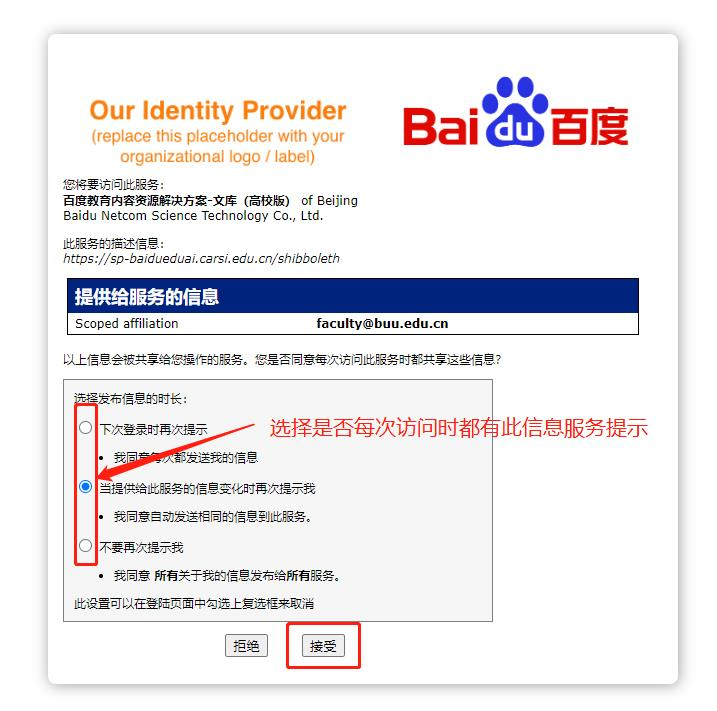 Our Identity Provider
(replace this placeholder with your
organizational logo / label)
Bai du 百度
您将要访问此服务：
百度教育内容资源解决方案-文库（高校版） of Beijing
Baidu Netcom Science Technology Co., Ltd.
此服务的描述信息：
https://sp-baidueduai.carsi.edu.cn/shibboleth
提供给服务的信息
Scoped affiliation faculty@buu.edu.cn
以上信息会被共享给您操作的服务。您是否同意每次访问此服务时都共享这些信息？
选择发布信息的时长：
下次登录时再次提示
选择是否每次访问时都有此信息服务提示
• 我同意每次都发送我的信息
当提供给此服务的信息变化时再次提示我
• 我同意自动发送相同的信息到此服务。
不要再次提示我
• 我同意 所有关于我的信息发布给所有服务。
此设置可以在登陆页面中勾选上复选框来取消
拒绝 接受